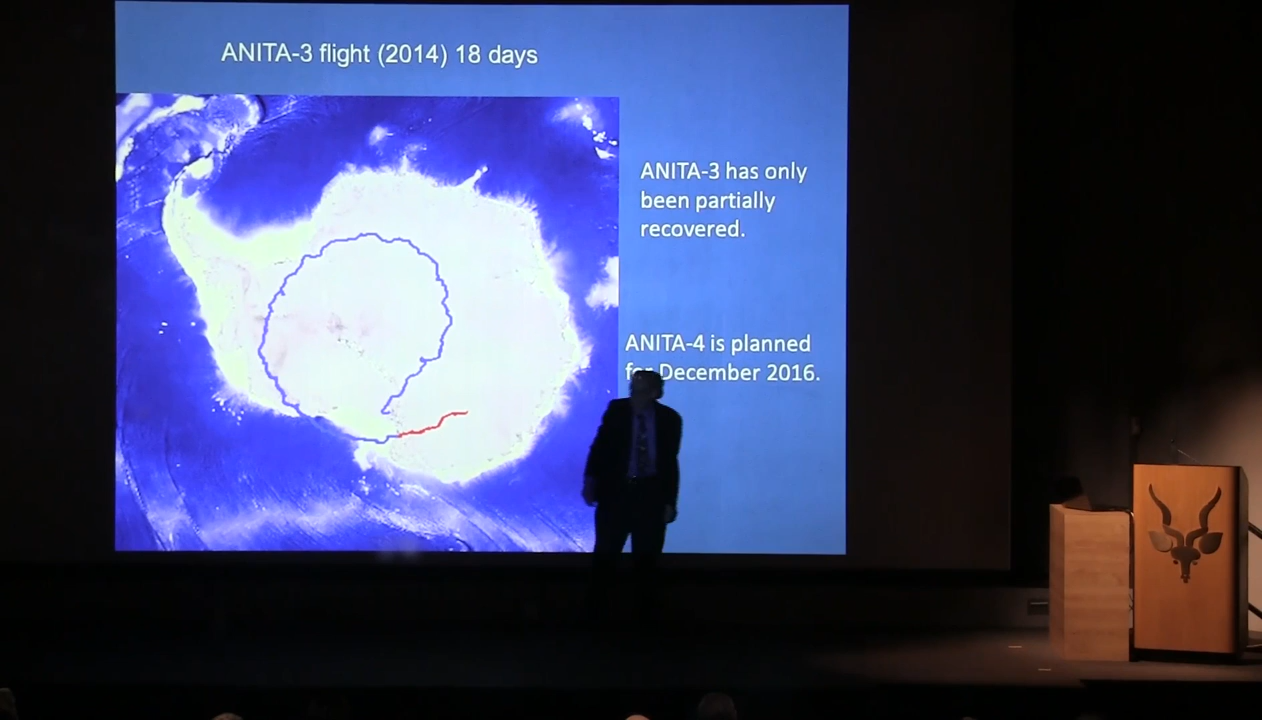 ANITA-3 flight (2014) 18 days
ANITA-3 has only
been partially
recovered.
ANITA-4 is planned
for December 2016.